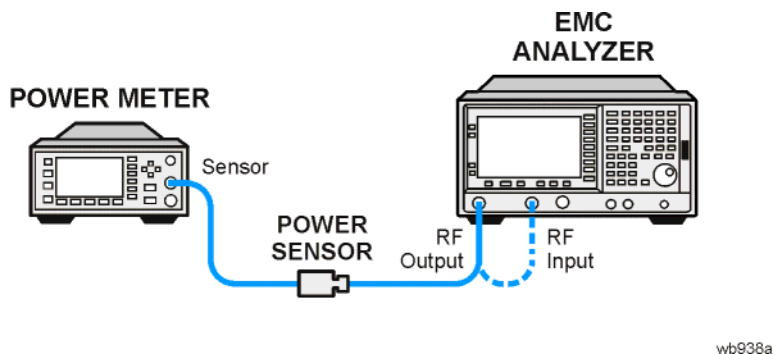 EMC
ANALYZER
POWER METER
Sensor
POWER
SENSOR
RF
Output
RF
Input
wb938a